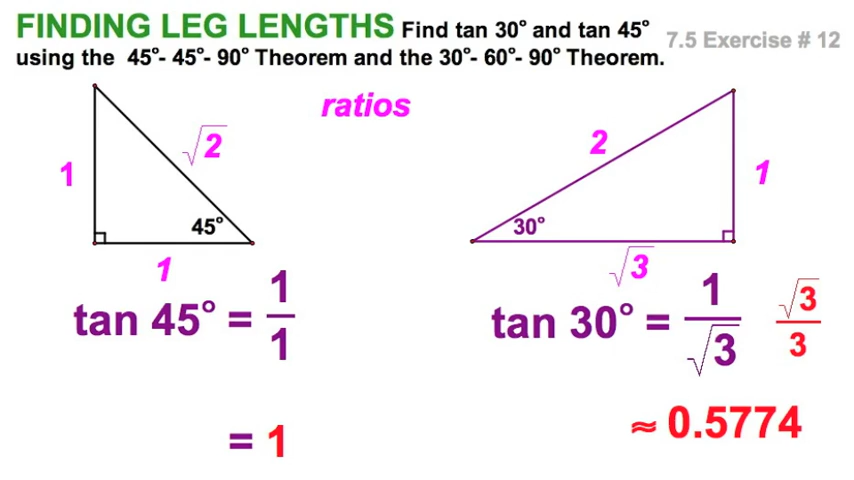 FINDING LEG LENGTHS Find tan 30° and tan 45°
7.5 Exercise # 12
using the 45°- 45°- 90° Theorem and the 30°- 60°- 90° Theorem.
ratios
1
√2
45°
1
tan 45° = 1/1
= 1
2
1
30°
√3
tan 30° = 1/√3
√3/3
≈ 0.5774